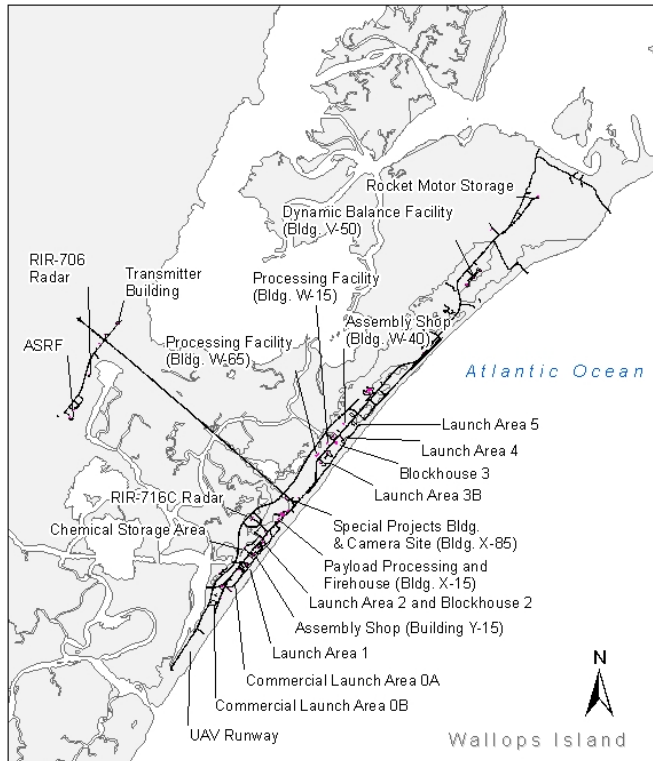 Rocket Motor Storage
Dynamic Balance Facility
(Bldg. V-50)
RIR-706
Radar
Transmitter
Building
Processing Facility
(Bldg. W-15)
Assembly Shop
(Bldg. W-40)
ASRF
Processing Facility
(Bldg. W-65)
Atlantic Ocean
Launch Area 5
Launch Area 4
Blockhouse 3
Launch Area 3B
RIR-716C Radar
Chemical Storage Area
Special Projects Bldg.
& Camera Site (Bldg. X-85)
Payload Processing and
Firehouse (Bldg. X-15)
Launch Area 2 and Blockhouse 2
Assembly Shop (Building Y-15)
Launch Area 1
Commercial Launch Area 0A
Commercial Launch Area 0B
UAV Runway
N
Wallops Island